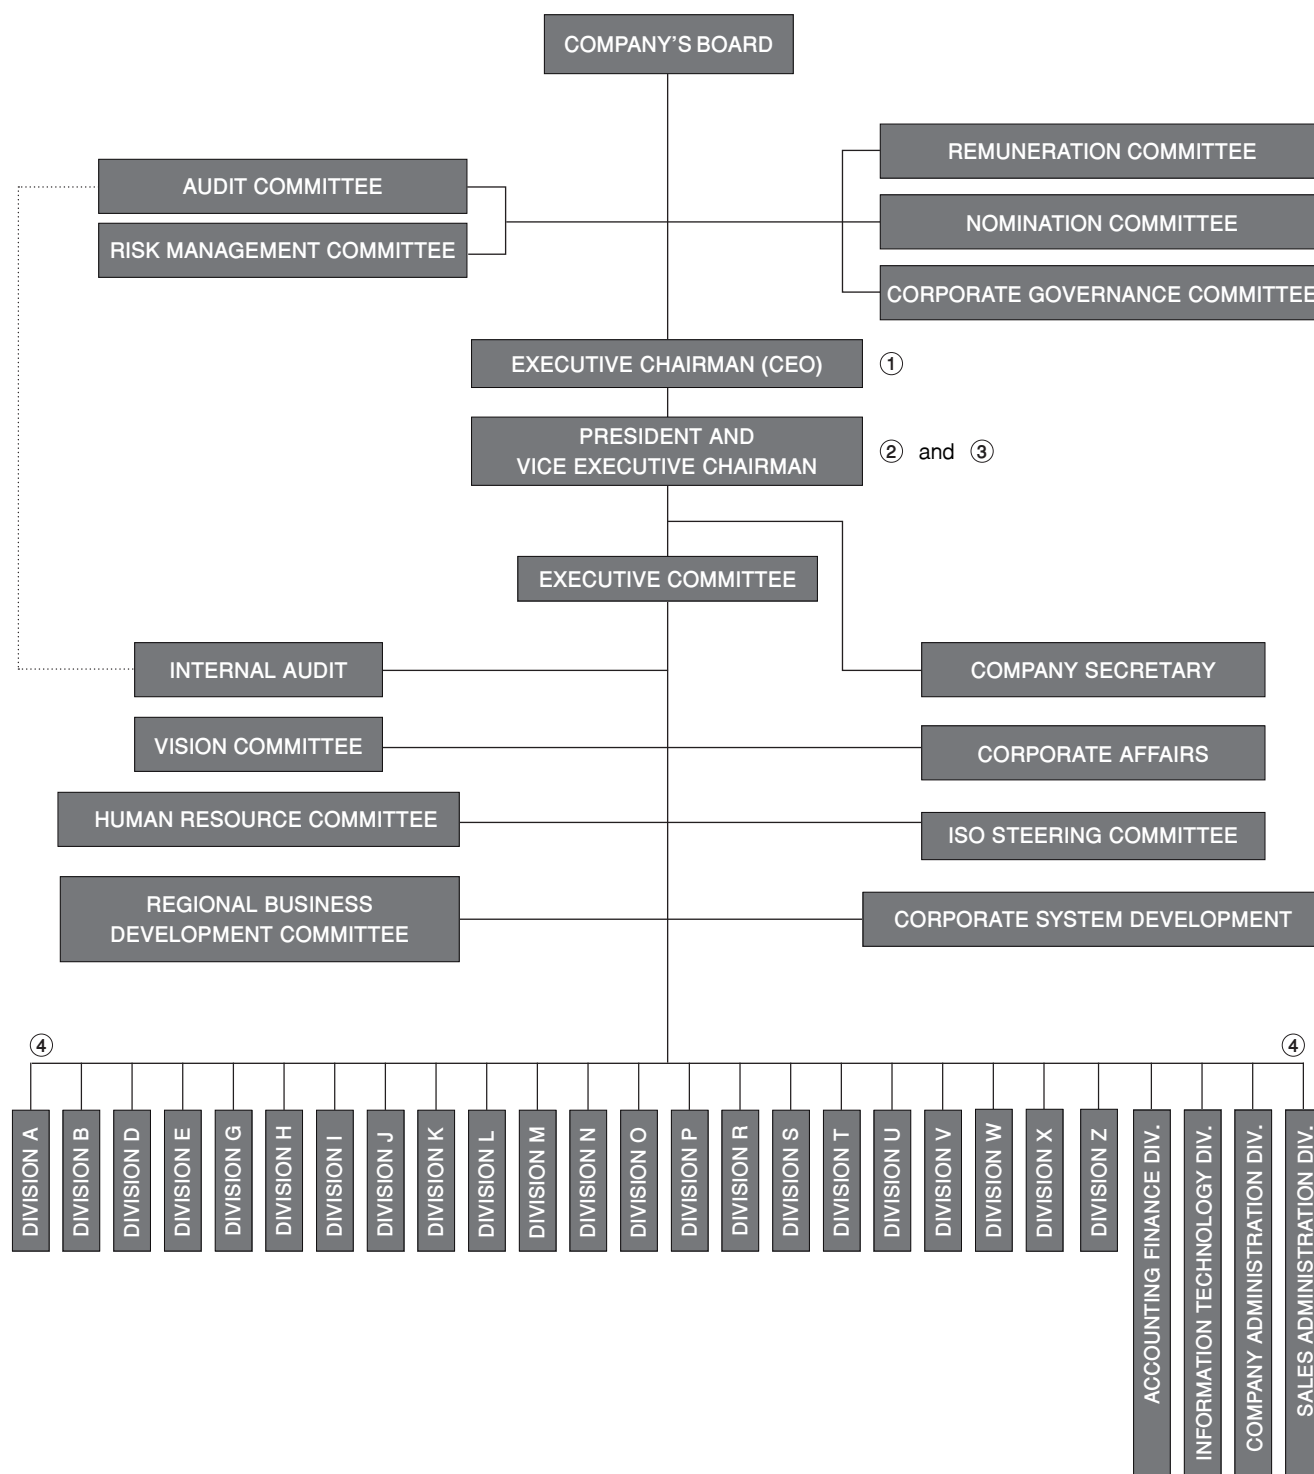 COMPANY'S BOARD
REMUNERATION COMMITTEE
AUDIT COMMITTEE
NOMINATION COMMITTEE
RISK MANAGEMENT COMMITTEE
CORPORATE GOVERNANCE COMMITTEE
EXECUTIVE CHAIRMAN (CEO) ①
PRESIDENT AND
VICE EXECUTIVE CHAIRMAN
② and ③
EXECUTIVE COMMITTEE
INTERNAL AUDIT
COMPANY SECRETARY
VISION COMMITTEE
CORPORATE AFFAIRS
HUMAN RESOURCE COMMITTEE
ISO STEERING COMMITTEE
REGIONAL BUSINESS
DEVELOPMENT COMMITTEE
CORPORATE SYSTEM DEVELOPMENT
④
④
DIVISION A
DIVISION B
DIVISION D
DIVISION E
DIVISION G
DIVISION H
DIVISION I
DIVISION J
DIVISION K
DIVISION L
DIVISION M
DIVISION N
DIVISION O
DIVISION P
DIVISION R
DIVISION S
DIVISION T
DIVISION U
DIVISION V
DIVISION W
DIVISION X
DIVISION Z
ACCOUNTING FINANCE DIV.
INFORMATION TECHNOLOGY DIV.
COMPANY ADMINISTRATION DIV.
SALES ADMINISTRATION DIV.